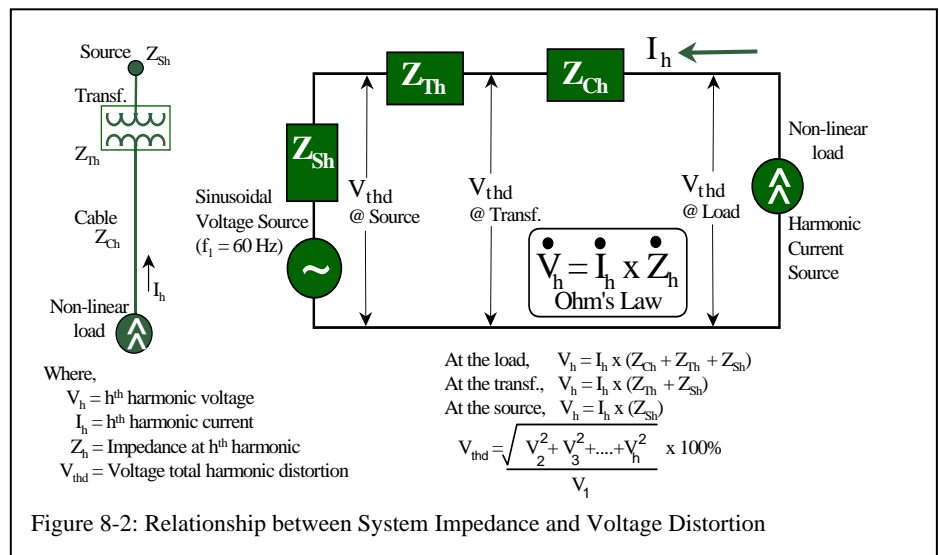 Source Z_Sh
Transf.
Z_Th
Cable
Z_Ch
I_h
Non-linear
load
I_h
Z_Th
Z_Ch
Z_Sh
Sinusoidal
Voltage Source
(f_1 = 60 Hz)
~
V_thd
@ Source
V_thd
@ Transf.
V_thd
@ Load
Non-linear
load
Harmonic
Current
Source
V̇_h = İ_h x Ż_h
Ohm's Law
Where,
V_h = h^th harmonic voltage
I_h = h^th harmonic current
Z_h = Impedance at h^th harmonic
V_thd = Voltage total harmonic distortion
At the load, V_h = I_h x (Z_Ch + Z_Th + Z_Sh)
At the transf., V_h = I_h x (Z_Th + Z_Sh)
At the source, V_h = I_h x (Z_Sh)
V_thd = √(V_2^2 + V_3^2 +....+ V_h^2) x 100%
V_1
Figure 8-2: Relationship between System Impedance and Voltage Distortion